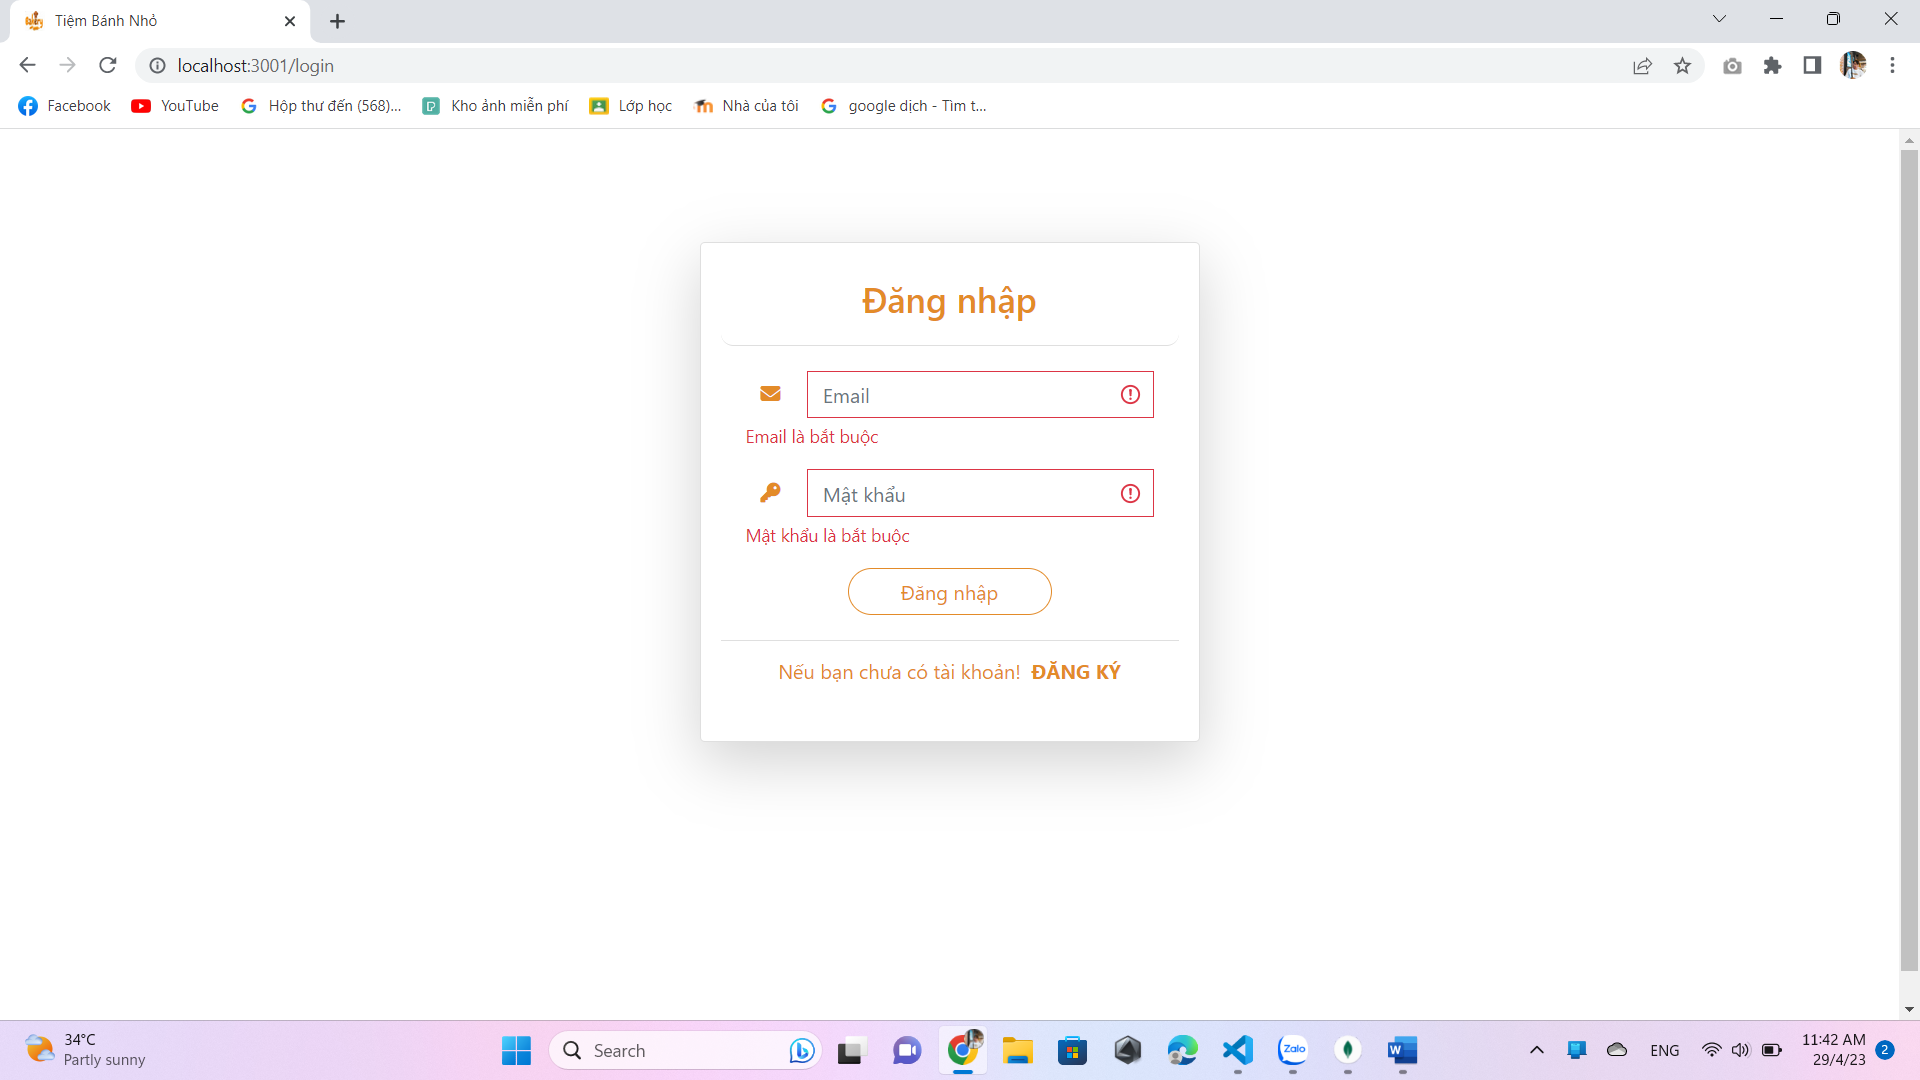 Tiệm Bánh Nhỏ
localhost:3001/login
Facebook YouTube Hộp thư đến (568)... Kho ảnh miễn phí Lớp học Nhà của tôi google dịch - Tìm t...
Đăng nhập
Email
Email là bắt buộc
Mật khẩu
Mật khẩu là bắt buộc
Đăng nhập
Nếu bạn chưa có tài khoản! ĐĂNG KÝ
34°C
Partly sunny
Search
Zalo
W
ENG
11:42 AM
29/4/23
2